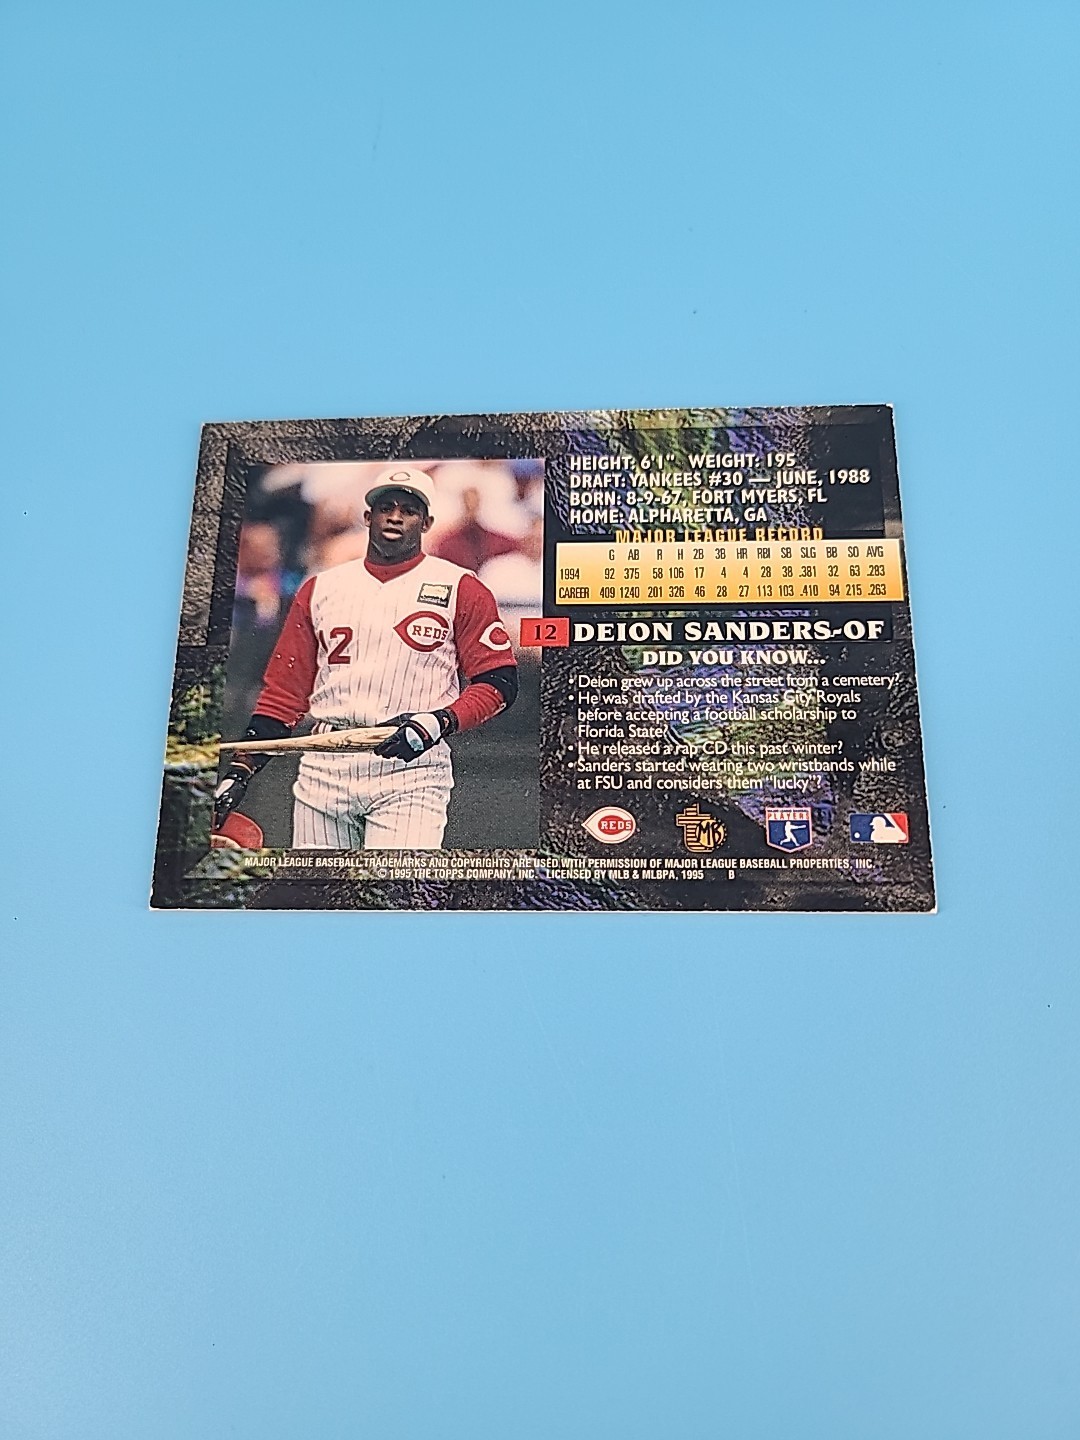 HEIGHT: 6'1" WEIGHT: 195
DRAFT: YANKEES #30 — JUNE, 1988
BORN: 8-9-67, FORT MYERS, FL
HOME: ALPHARETTA, GA
MAJOR LEAGUE RECORD
G AB R H 2B 3B HR RBI SB SLG BB SO AVG
1994 92 375 58 106 17 4 4 28 38 .381 32 63 .283
CAREER 409 1240 201 326 46 28 27 113 103 .410 94 215 .263
12 DEION SANDERS-OF
DID YOU KNOW...
• Deion grew up across the street from a cemetery?
• He was drafted by the Kansas City Royals
before accepting a football scholarship to
Florida State?
• He released a rap CD this past winter?
• Sanders started wearing two wristbands while
at FSU and considers them "lucky"?
12
REDS
REDS
MB
PLAYERS
MAJOR LEAGUE BASEBALL TRADEMARKS AND COPYRIGHTS ARE USED WITH PERMISSION OF MAJOR LEAGUE BASEBALL PROPERTIES, INC.
© 1995 THE TOPPS COMPANY, INC. LICENSED BY MLB & MLBPA, 1995 B